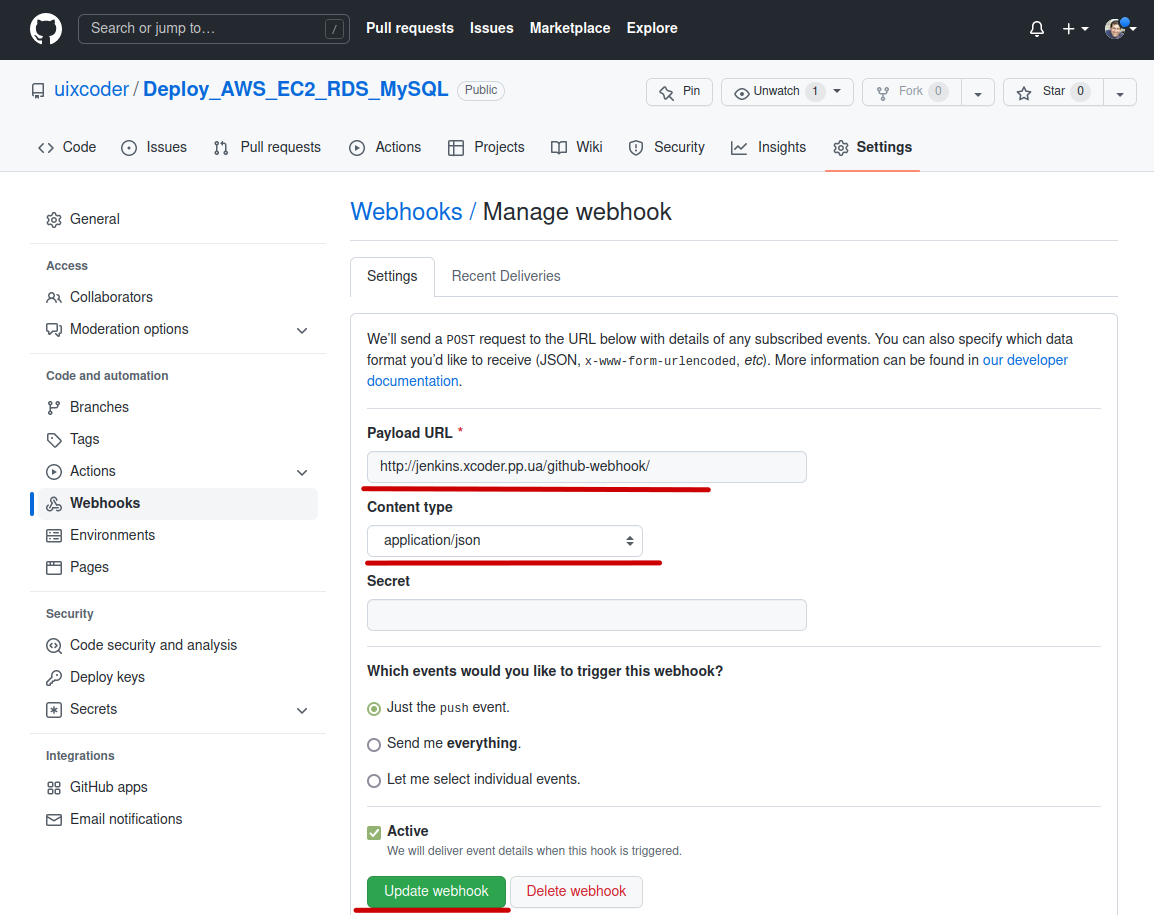 Search or jump to… /
Pull requests Issues Marketplace Explore
uixcoder / Deploy_AWS_EC2_RDS_MySQL Public
Pin Unwatch 1 Fork 0 Star 0
Code Issues Pull requests Actions Projects Wiki Security Insights Settings
General
Access
Collaborators
Moderation options
Code and automation
Branches
Tags
Actions
Webhooks
Environments
Pages
Security
Code security and analysis
Deploy keys
Secrets
Integrations
GitHub apps
Email notifications
Webhooks / Manage webhook
Settings Recent Deliveries
We’ll send a POST request to the URL below with details of any subscribed events. You can also specify which data
format you’d like to receive (JSON, x-www-form-urlencoded, etc). More information can be found in our developer
documentation.
Payload URL *
http://jenkins.xcoder.pp.ua/github-webhook/
Content type
application/json
Secret
Which events would you like to trigger this webhook?
Just the push event.
Send me everything.
Let me select individual events.
Active
We will deliver event details when this hook is triggered.
Update webhook Delete webhook